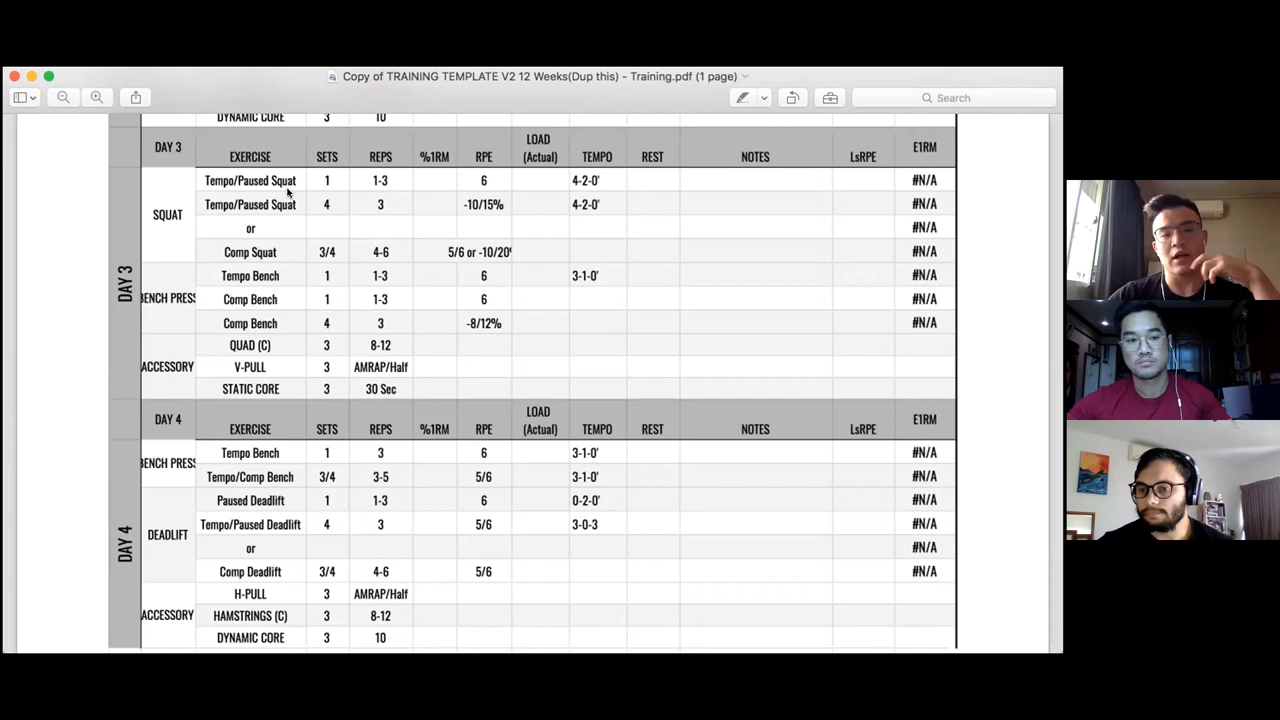 Copy of TRAINING TEMPLATE V2 12 Weeks(Dup this) - Training.pdf (1 page)
Search
DYNAMIC CORE 3 10
DAY 3 EXERCISE SETS REPS %1RM RPE LOAD (Actual) TEMPO REST NOTES LsRPE E1RM
DAY 3
SQUAT
Tempo/Paused Squat 1 1-3 6 4-2-0' #N/A
Tempo/Paused Squat 4 3 -10/15% 4-2-0' #N/A
or #N/A
Comp Squat 3/4 4-6 5/6 or -10/20 #N/A
BENCH PRESS
Tempo Bench 1 1-3 6 3-1-0' #N/A
Comp Bench 1 1-3 6 #N/A
Comp Bench 4 3 -8/12% #N/A
ACCESSORY
QUAD (C) 3 8-12
V-PULL 3 AMRAP/Half
STATIC CORE 3 30 Sec
DAY 4 EXERCISE SETS REPS %1RM RPE LOAD (Actual) TEMPO REST NOTES LsRPE E1RM
DAY 4
BENCH PRESS
Tempo Bench 1 3 6 3-1-0' #N/A
Tempo/Comp Bench 3/4 3-5 5/6 3-1-0' #N/A
DEADLIFT
Paused Deadlift 1 1-3 6 0-2-0' #N/A
Tempo/Paused Deadlift 4 3 5/6 3-0-3 #N/A
or #N/A
Comp Deadlift 3/4 4-6 5/6 #N/A
ACCESSORY
H-PULL 3 AMRAP/Half
HAMSTRINGS (C) 3 8-12
DYNAMIC CORE 3 10